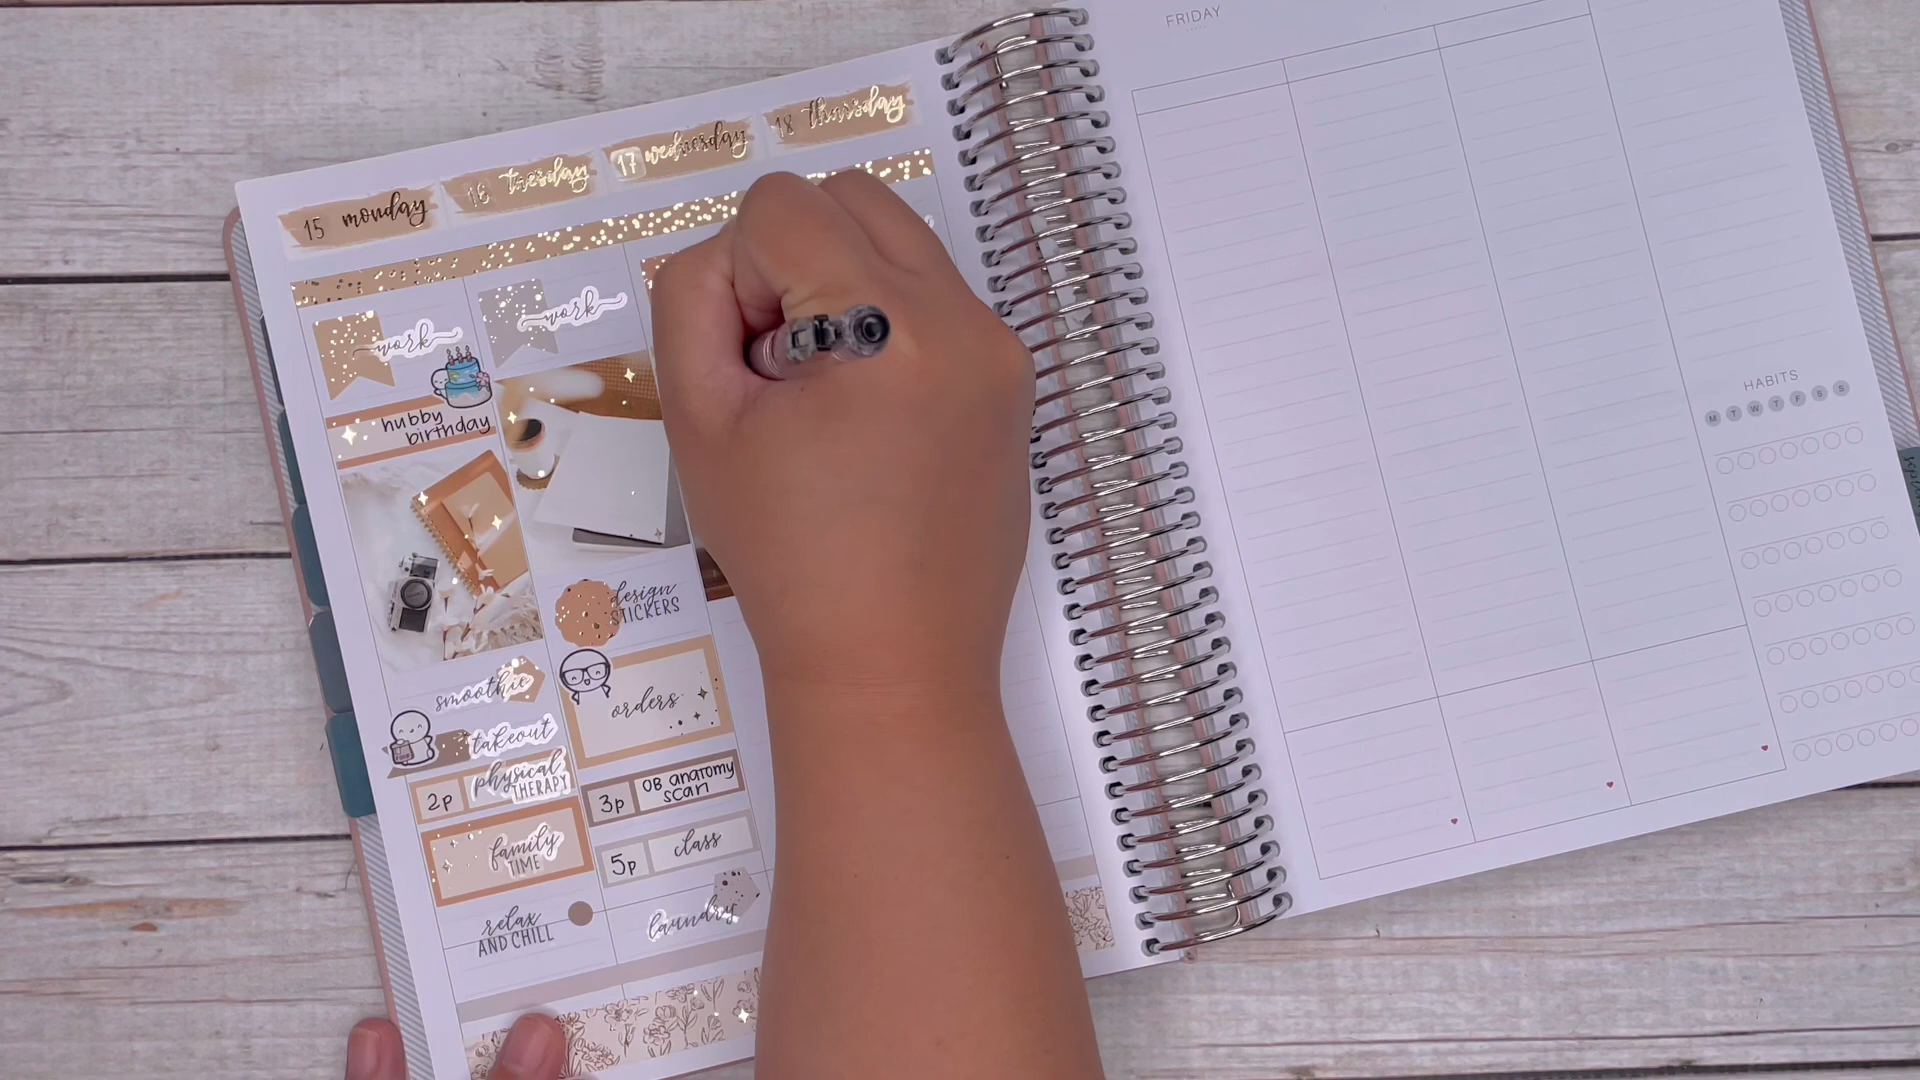 FRIDAY
15 monday
16 tuesday
17 wednesday
18 thursday
work
work
hubby
birthday
design
STICKERS
smoothie
takeout
orders
2p
physical
THERAPY
3p
OB anatomy
scan
family
TIME
5p
class
relax
AND CHILL
laundry
HABITS
M T W T F S S